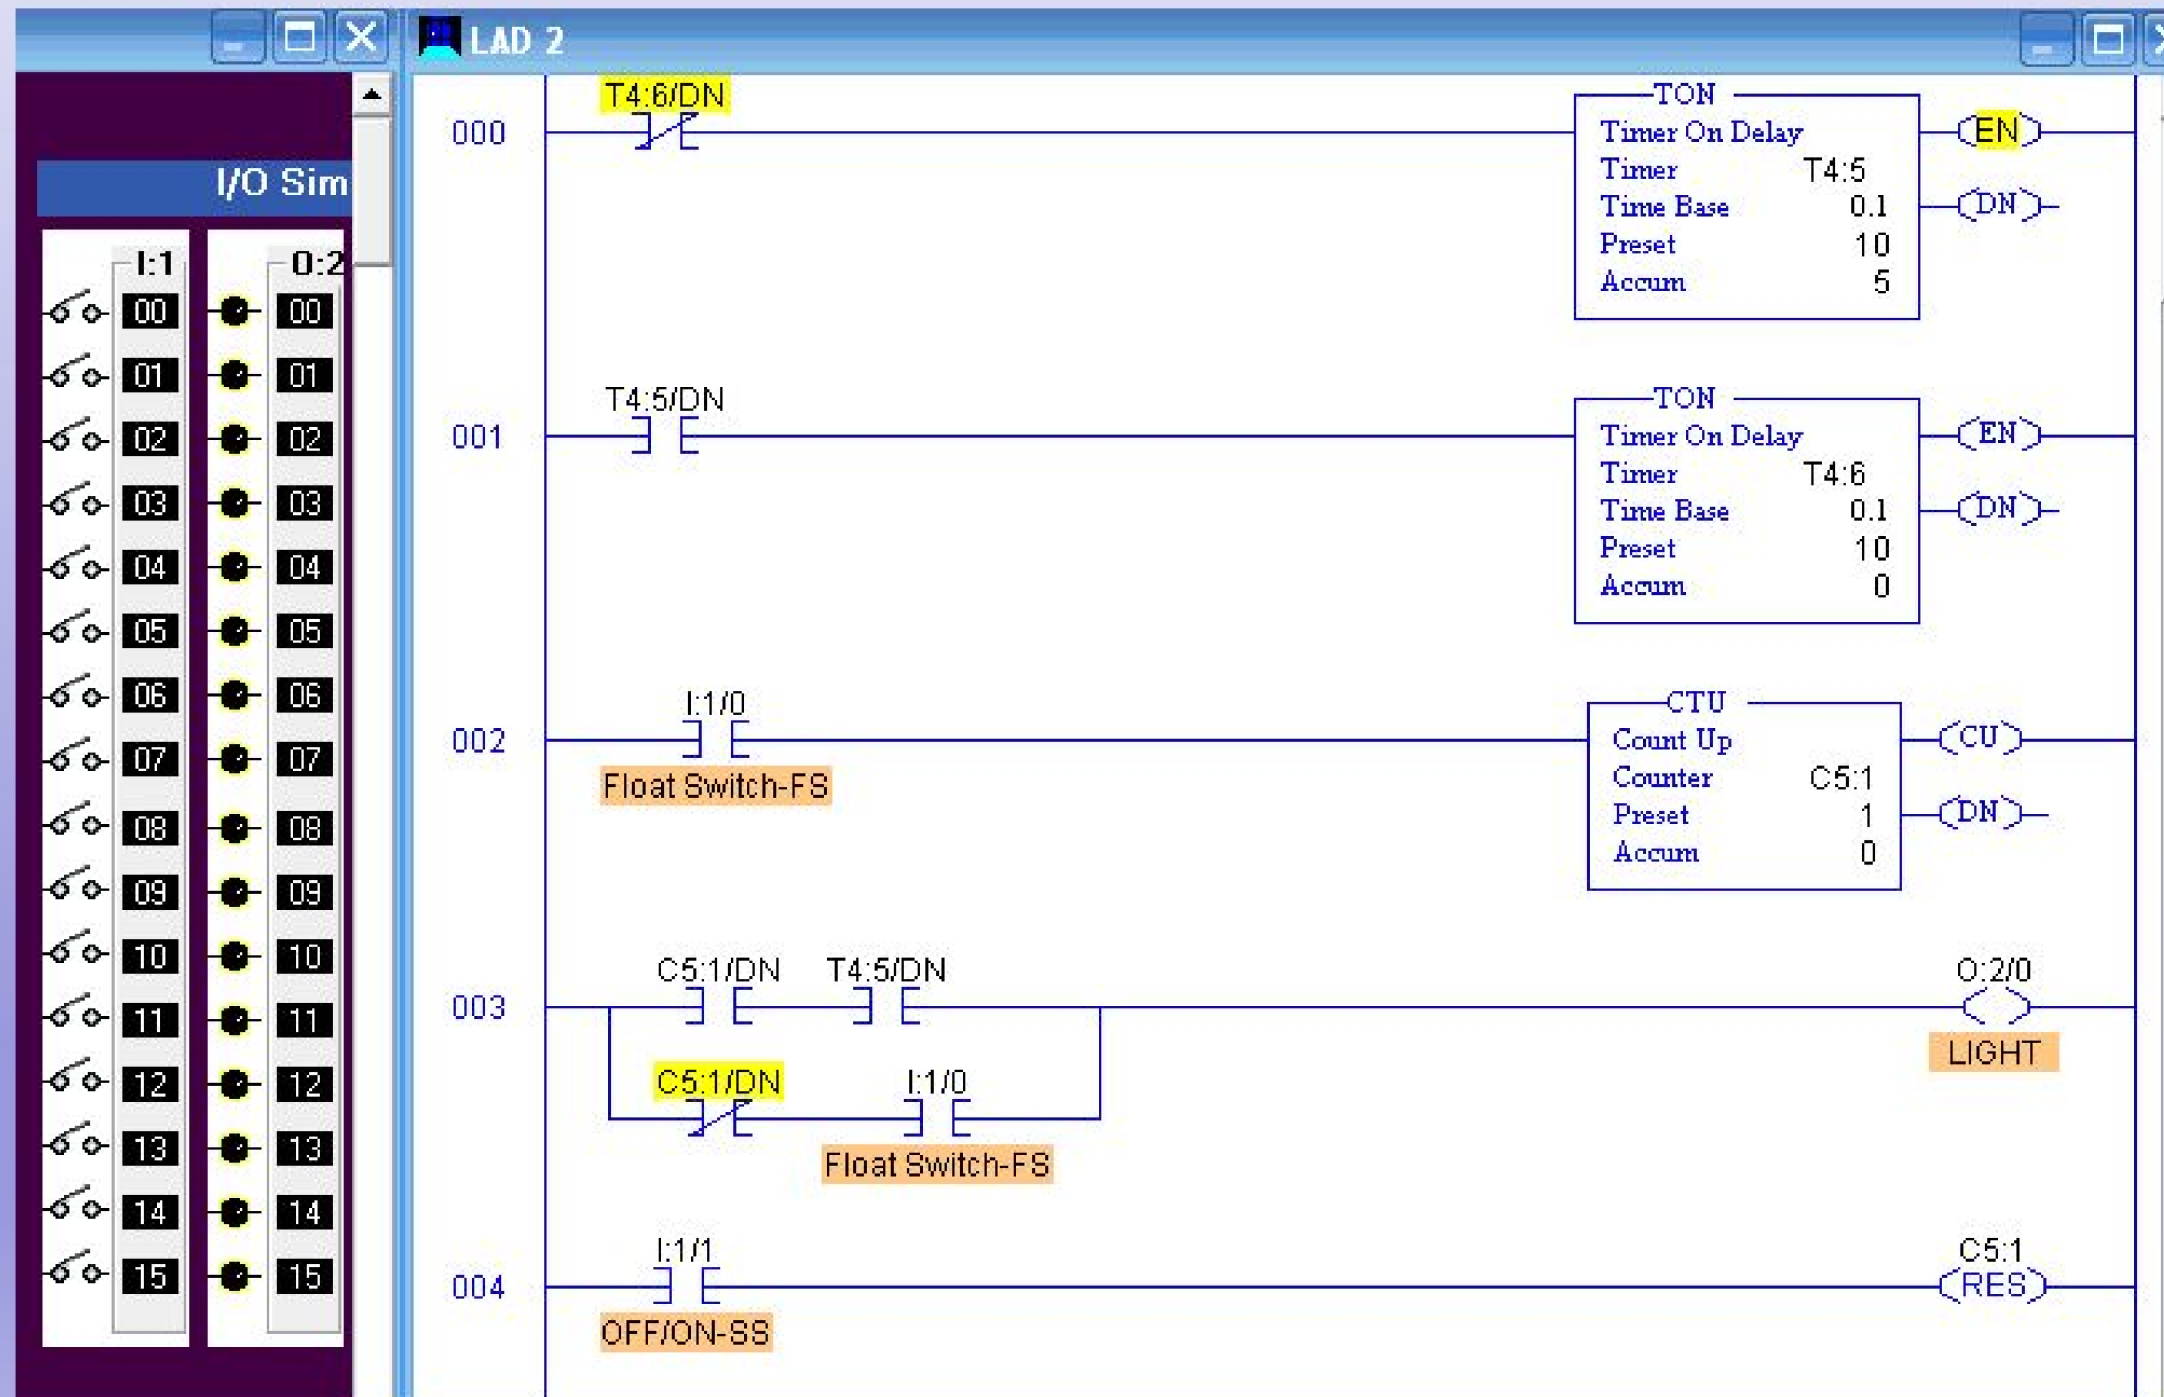 LAD 2
I/O Sim
I:1
O:2
00 00
01 01
02 02
03 03
04 04
05 05
06 06
07 07
08 08
09 09
10 10
11 11
12 12
13 13
14 14
15 15
000
T4:6/DN
TON
Timer On Delay
Timer T4:5
Time Base 0.1
Preset 10
Accum 5
EN
DN
001
T4:5/DN
TON
Timer On Delay
Timer T4:6
Time Base 0.1
Preset 10
Accum 0
EN
DN
002
I:1/0
Float Switch-FS
CTU
Count Up
Counter C5:1
Preset 1
Accum 0
CU
DN
003
C5:1/DN T4:5/DN
O:2/0
LIGHT
C5:1/DN I:1/0
Float Switch-FS
004
I:1/1
OFF/ON-SS
C5:1
RES